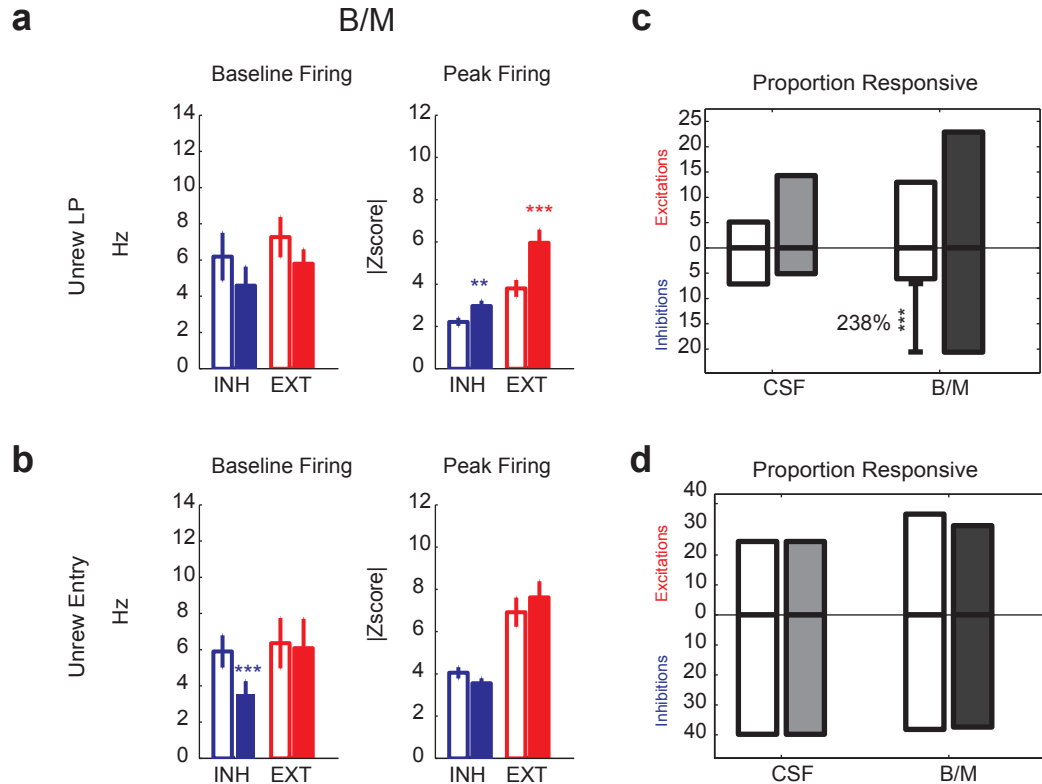 a
B/M
Baseline Firing
Peak Firing
Unrew LP
Hz
14
12
10
8
6
4
2
0
INH
EXT
|Zscore|
12
10
8
6
4
2
0
**
***
INH
EXT
c
Proportion Responsive
Excitations
Inhibitions
25
20
15
10
5
0
5
10
15
20
238%
***
CSF
B/M
b
Baseline Firing
Peak Firing
Unrew Entry
Hz
14
12
10
8
6
4
2
0
***
INH
EXT
|Zscore|
12
10
8
6
4
2
0
INH
EXT
d
Proportion Responsive
Excitations
Inhibitions
40
30
20
10
0
10
20
30
40
CSF
B/M